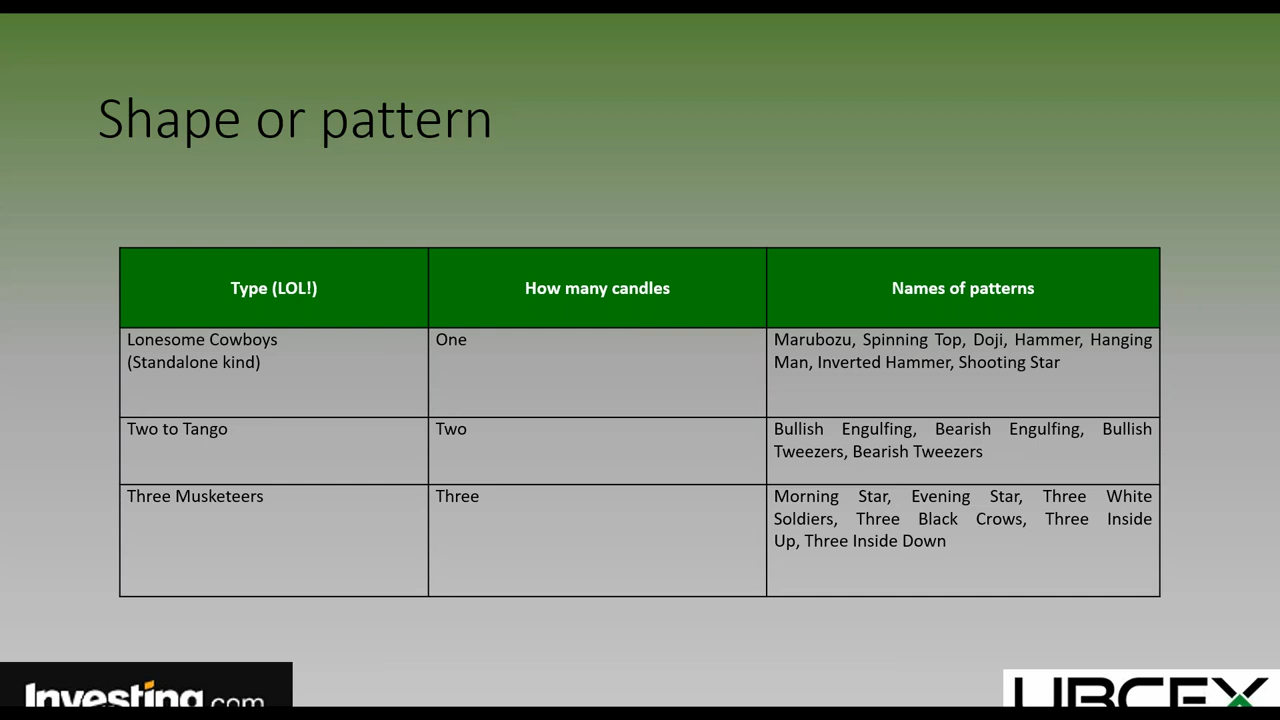 Shape or pattern
Type (LOL!)
How many candles
Names of patterns
Lonesome Cowboys
(Standalone kind)
One
Marubozu, Spinning Top, Doji, Hammer, Hanging
Man, Inverted Hammer, Shooting Star
Two to Tango
Two
Bullish Engulfing, Bearish Engulfing, Bullish
Tweezers, Bearish Tweezers
Three Musketeers
Three
Morning Star, Evening Star, Three White
Soldiers, Three Black Crows, Three Inside
Up, Three Inside Down
Investing.com
URCEX